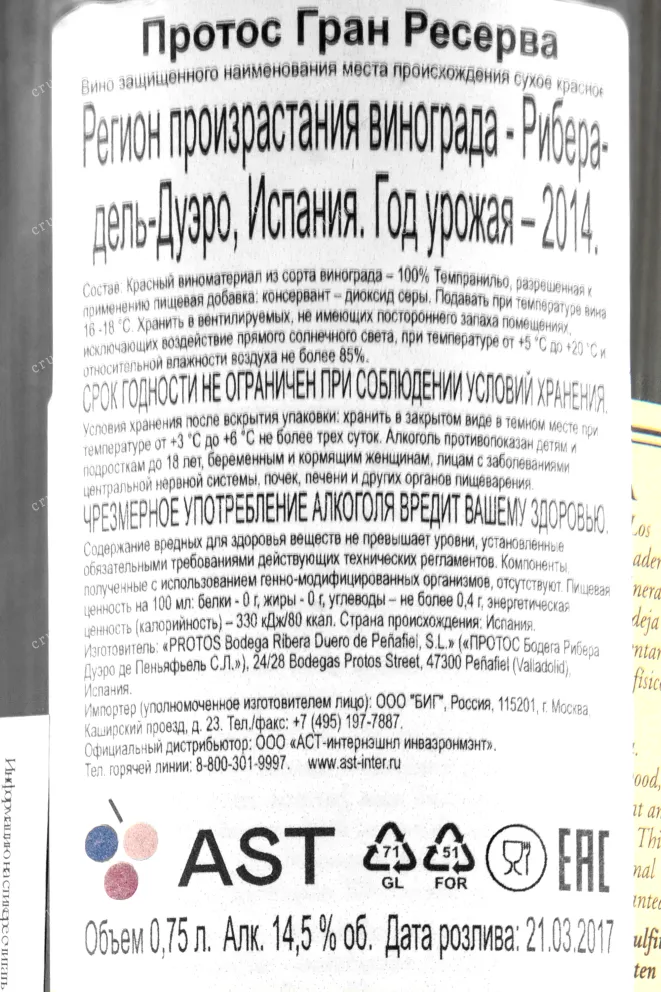 Протос Гран Ресерва
Вино защищенного наименования места происхождения сухое красное
Регион произрастания винограда - Рибера-
дель-Дуэро, Испания. Год урожая – 2014.
Состав: Красный виноматериал из сорта винограда – 100% Темпранильо, разрешенная к
применению пищевая добавка: консервант – диоксид серы. Подавать при температуре вина
16 -18 °C. Хранить в вентилируемых, не имеющих постороннего запаха помещениях,
исключающих воздействие прямого солнечного света, при температуре от +5 °C до +20 °C и
относительной влажности воздуха не более 85%.
СРОК ГОДНОСТИ НЕ ОГРАНИЧЕН ПРИ СОБЛЮДЕНИИ УСЛОВИЙ ХРАНЕНИЯ.
Условия хранения после вскрытия упаковки: хранить в закрытом виде в темном месте при
температуре от +3 °C до +6 °C не более трех суток. Алкоголь противопоказан детям и
подросткам до 18 лет, беременным и кормящим женщинам, лицам с заболеваниями
центральной нервной системы, почек, печени и других органов пищеварения.
ЧРЕЗМЕРНОЕ УПОТРЕБЛЕНИЕ АЛКОГОЛЯ ВРЕДИТ ВАШЕМУ ЗДОРОВЬЮ.
Содержание вредных для здоровья веществ не превышает уровни, установленные
обязательными требованиями действующих технических регламентов. Компоненты,
полученные с использованием генно-модифицированных организмов, отсутствуют. Пищевая
ценность на 100 мл: белки - 0 г, жиры - 0 г, углеводы – не более 0,4 г, энергетическая
ценность (калорийность) – 330 кДж/80 ккал. Страна происхождения: Испания.
Изготовитель: «PROTOS Bodega Ribera Duero de Peñafiel, S.L.» («ПРОТОС Бодега Рибера
Дуэро де Пеньяфьель С.Л.»), 24/28 Bodegas Protos Street, 47300 Peñafiel (Valladolid),
Испания.
Импортер (уполномоченное изготовителем лицо): ООО "БИГ", Россия, 115201, г. Москва
Каширский проезд, д. 23. Тел./факс: +7 (495) 197-7887.
Официальный дистрибьютор: ООО «АСТ-интернэшнл инваэронмэнт».
Тел. горячей линии: 8-800-301-9997. www.ast-inter.ru
AST 71 GL 51 FOR EAC
Объем 0,75 л. Алк. 14,5 % об. Дата розлива: 21.03.2017